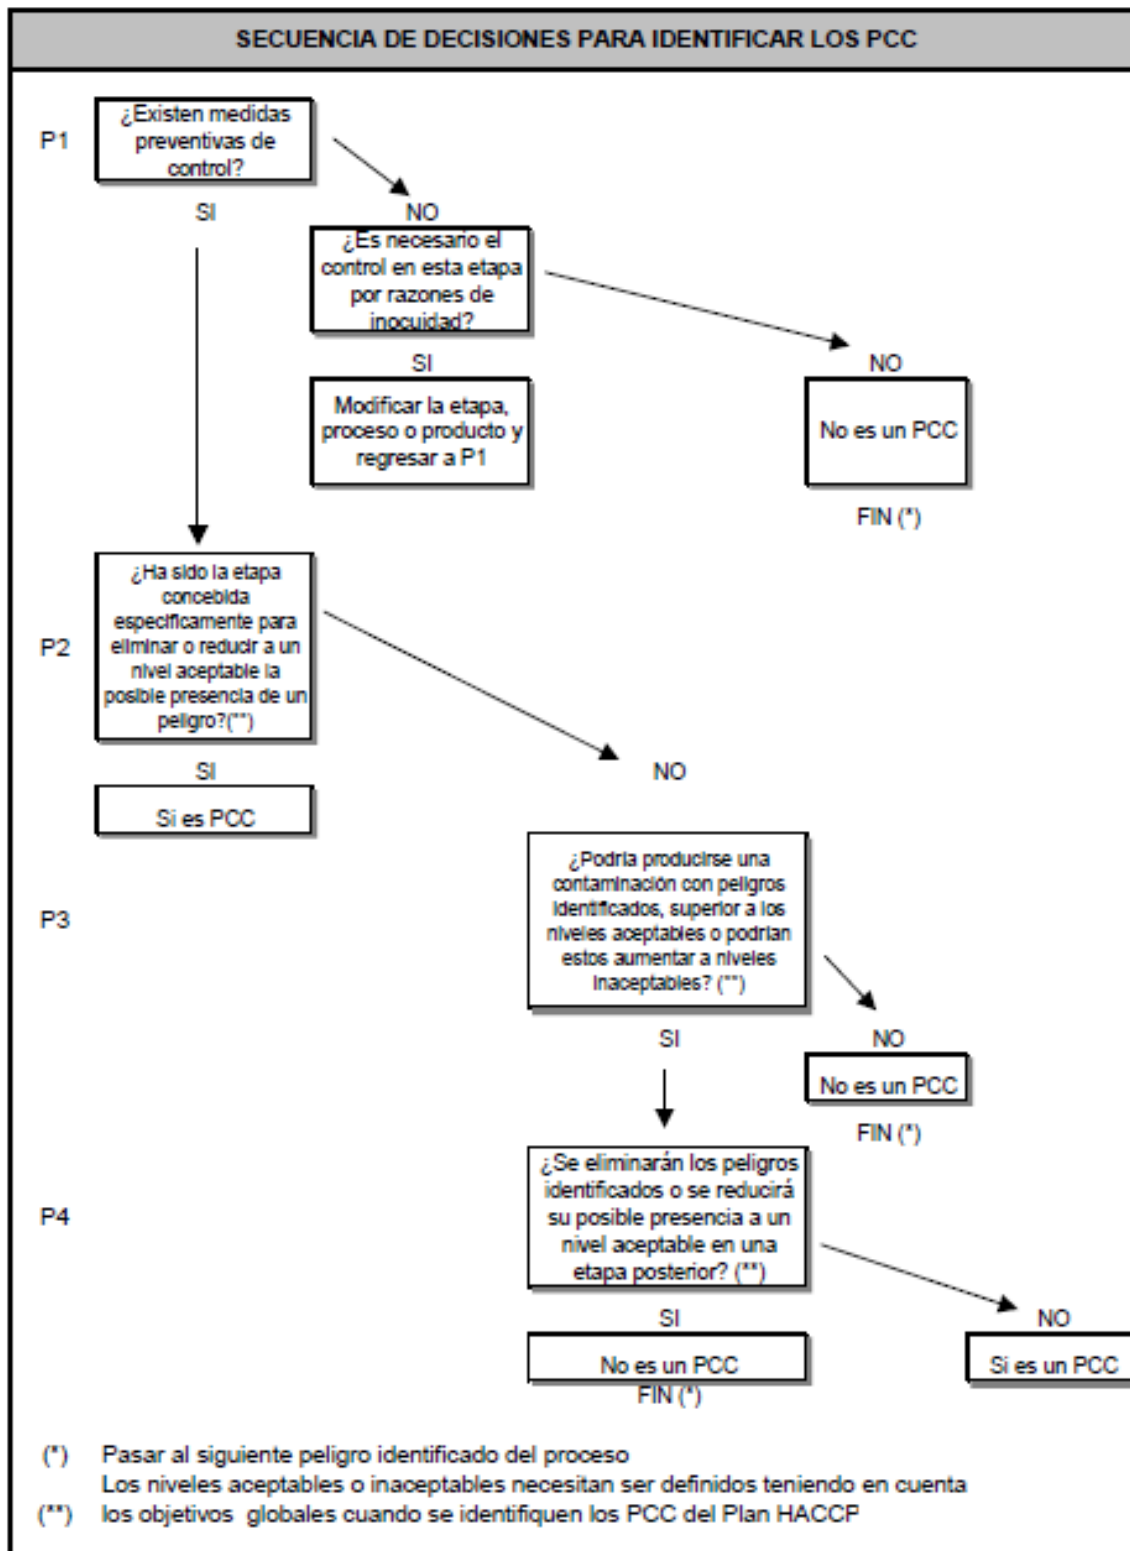 SECUENCIA DE DECISIONES PARA IDENTIFICAR LOS PCC
P1
¿Existen medidas
preventivas de
control?
SI
NO
¿Es necesario el
control en esta etapa
por razones de
inocuidad?
SI
NO
Modificar la etapa,
proceso o producto y
regresar a P1
No es un PCC
FIN (*)
P2
¿Ha sido la etapa
concebida
especificamente para
eliminar o reducir a un
nivel aceptable la
posible presencia de un
peligro?(**)
SI
NO
Si es PCC
P3
¿Podría producirse una
contaminación con peligros
identificados, superior a los
niveles aceptables o podrían
estos aumentar a niveles
inaceptables? (**)
SI
NO
No es un PCC
FIN (*)
P4
¿Se eliminarán los peligros
identificados o se reducirá
su posible presencia a un
nivel aceptable en una
etapa posterior? (**)
SI
NO
No es un PCC
Si es un PCC
FIN (*)
(*) Pasar al siguiente peligro identificado del proceso
Los niveles aceptables o inaceptables necesitan ser definidos teniendo en cuenta
(**) los objetivos globales cuando se identifiquen los PCC del Plan HACCP